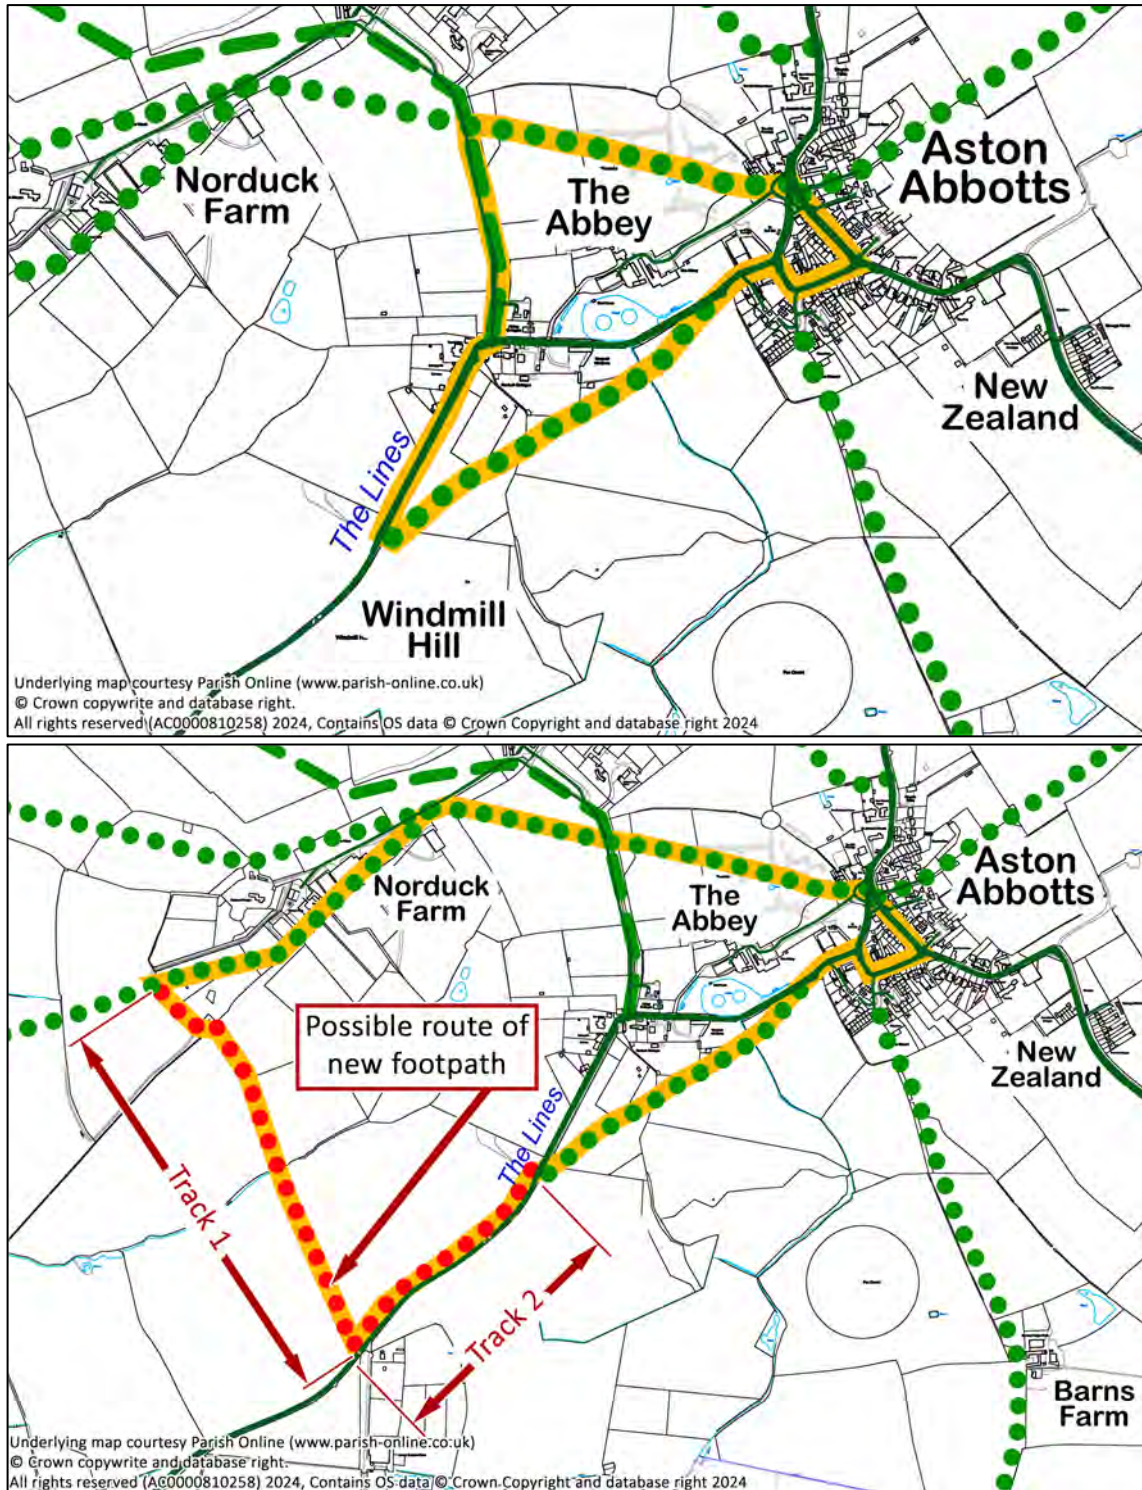 Norduck
Farm
The
Abbey
Aston
Abbotts
New
Zealand
The Lines
Windmill
Hill
Underlying map courtesy Parish Online (www.parish-online.co.uk)
© Crown copywrite and database right.
All rights reserved (AC0000810258) 2024, Contains OS data © Crown Copyright and database right 2024
Norduck
Farm
The
Abbey
Aston
Abbotts
Possible route of
new footpath
New
Zealand
The Lines
Track 1
Track 2
Barns
Farm
Underlying map courtesy Parish Online (www.parish-online.co.uk)
© Crown copywrite and database right.
All rights reserved (AC0000810258) 2024, Contains OS data © Crown Copyright and database right 2024